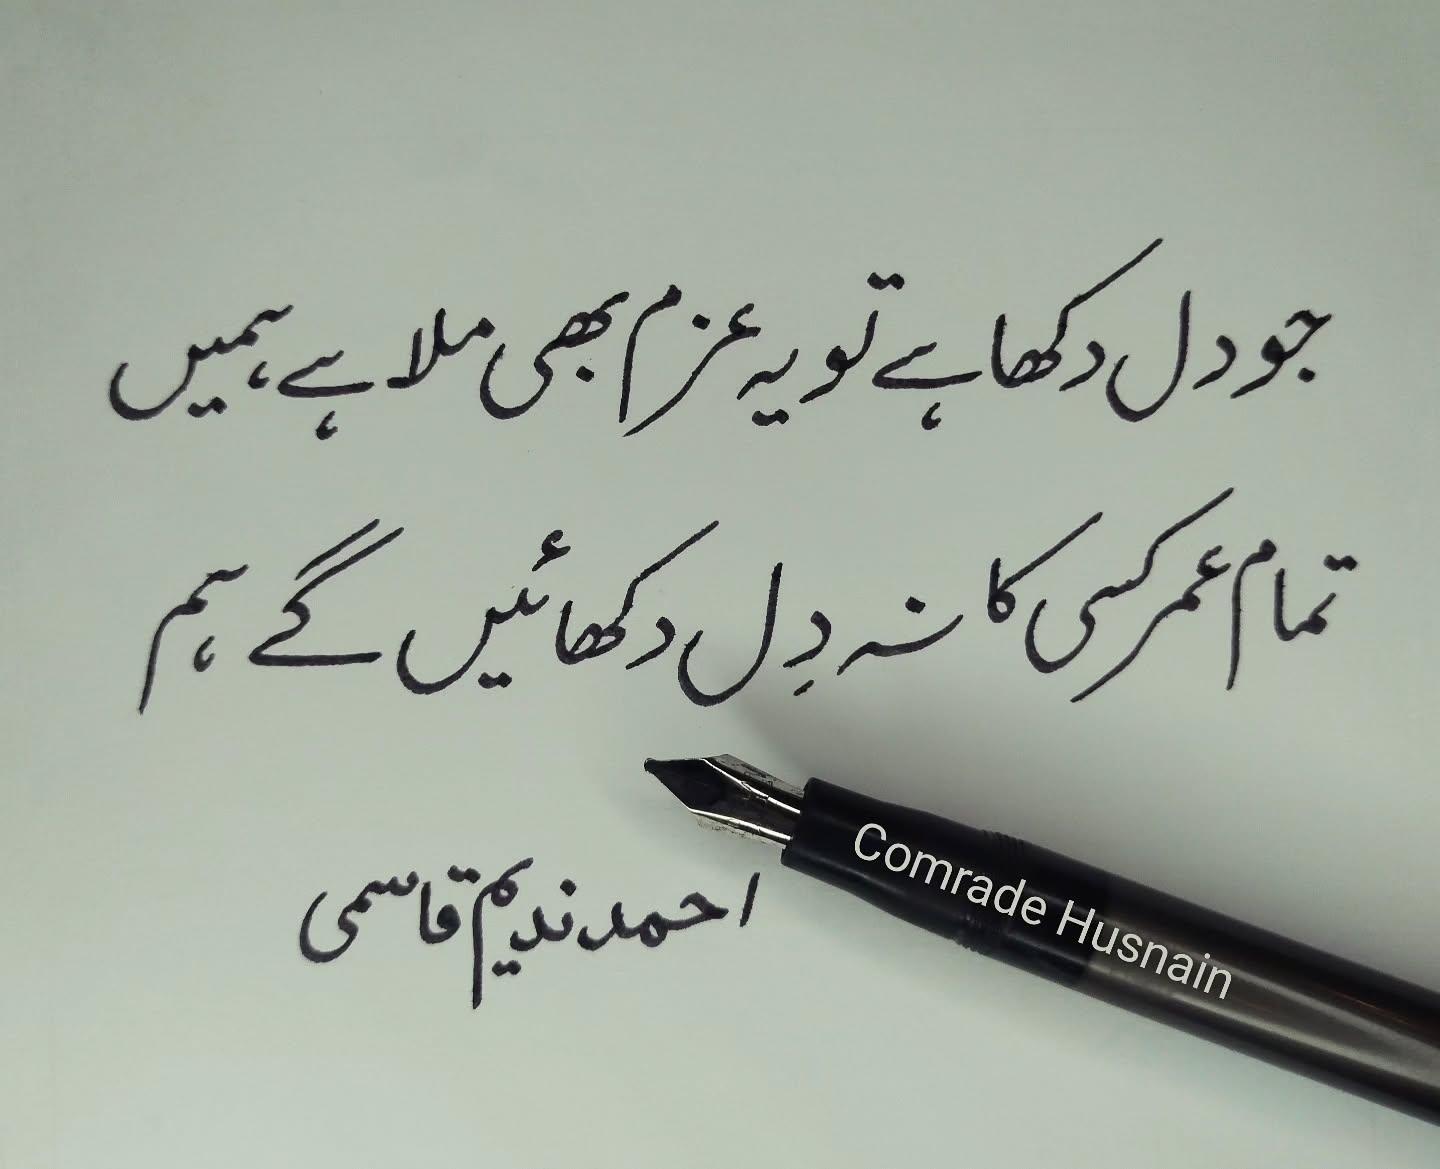 جو دل دکھا ہے تو یہ عزم بھی ملا ہے ہمیں
تمام عمر کسی کا نہ دِل دکھائیں گے ہم
احمد ندیم قاسمی
Comrade Husnain